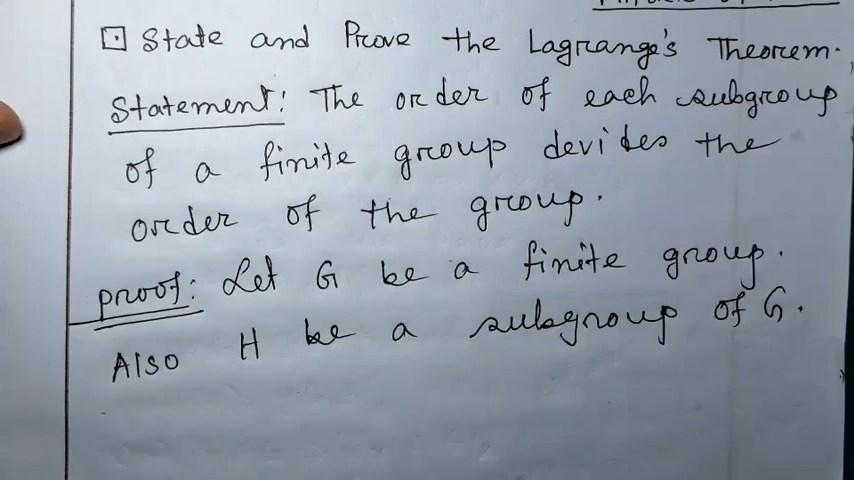 State and Prove the Lagrange's Theorem.
Statement: The order of each subgroup
of a finite group devides the
order of the group.
Proof: Let G be a finite group.
Also H be a subgroup of G.